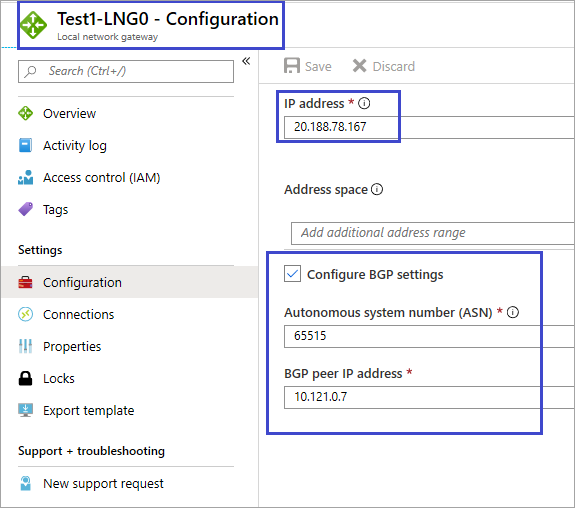 Test1-LNG0 - Configuration
Local network gateway
«
Search (Ctrl+/)
Overview
Activity log
Access control (IAM)
Tags
Settings
Configuration
Connections
Properties
Locks
Export template
Support + troubleshooting
New support request
Save
Discard
IP address *
20.188.78.167
Address space
Add additional address range
Configure BGP settings
Autonomous system number (ASN) *
65515
BGP peer IP address *
10.121.0.7